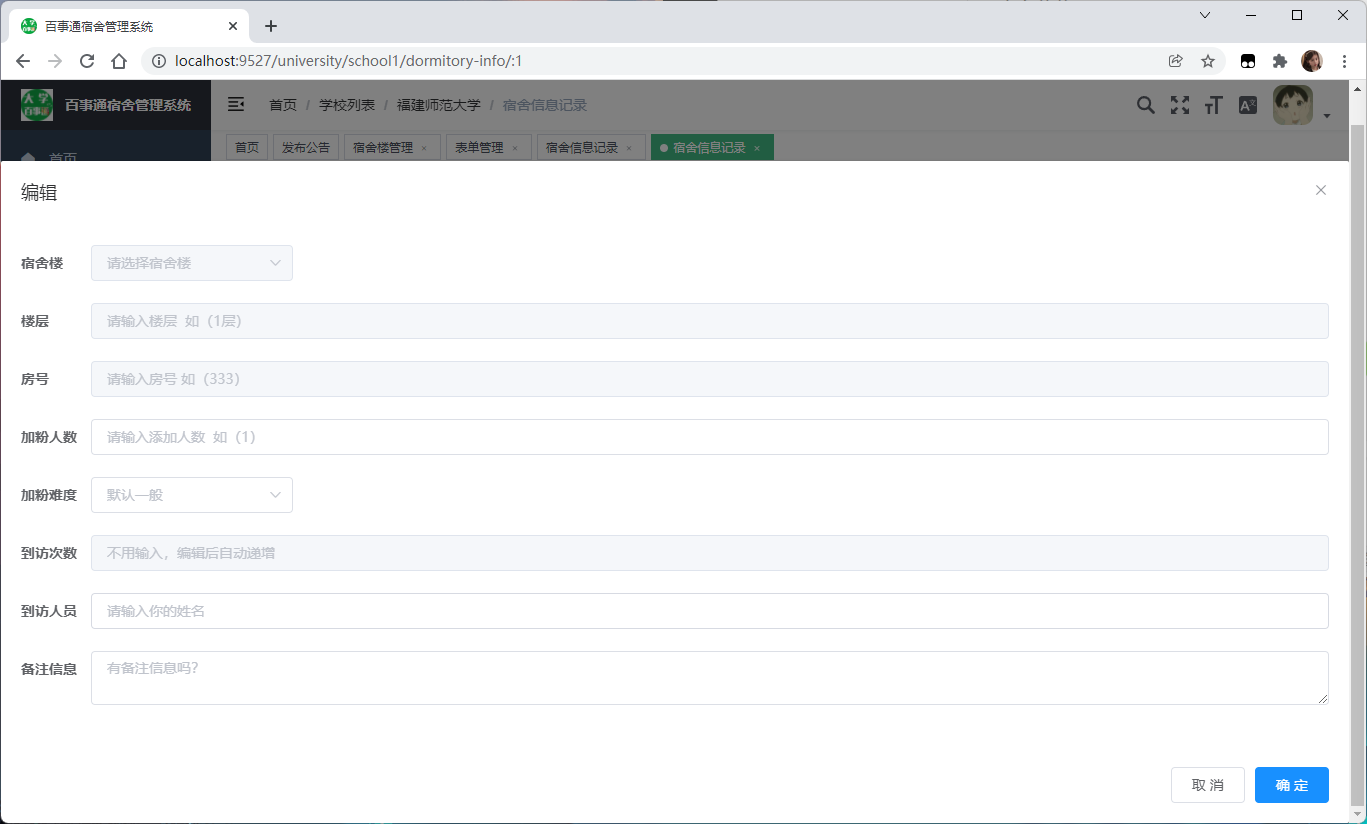 百事通宿舍管理系统
localhost:9527/university/school1/dormitory-info/:1
大学
百事通
百事通宿舍管理系统
首页 / 学校列表 / 福建师范大学 / 宿舍信息记录
首页
首页
发布公告
宿舍楼管理 ×
表单管理 ×
宿舍信息记录 ×
宿舍信息记录 ×
编辑
宿舍楼 请选择宿舍楼
楼层 请输入楼层 如（1层）
房号 请输入房号 如（333）
加粉人数 请输入添加人数 如（1）
加粉难度 默认一般
到访次数 不用输入，编辑后自动递增
到访人员 请输入你的姓名
备注信息 有备注信息吗?
取 消
确 定